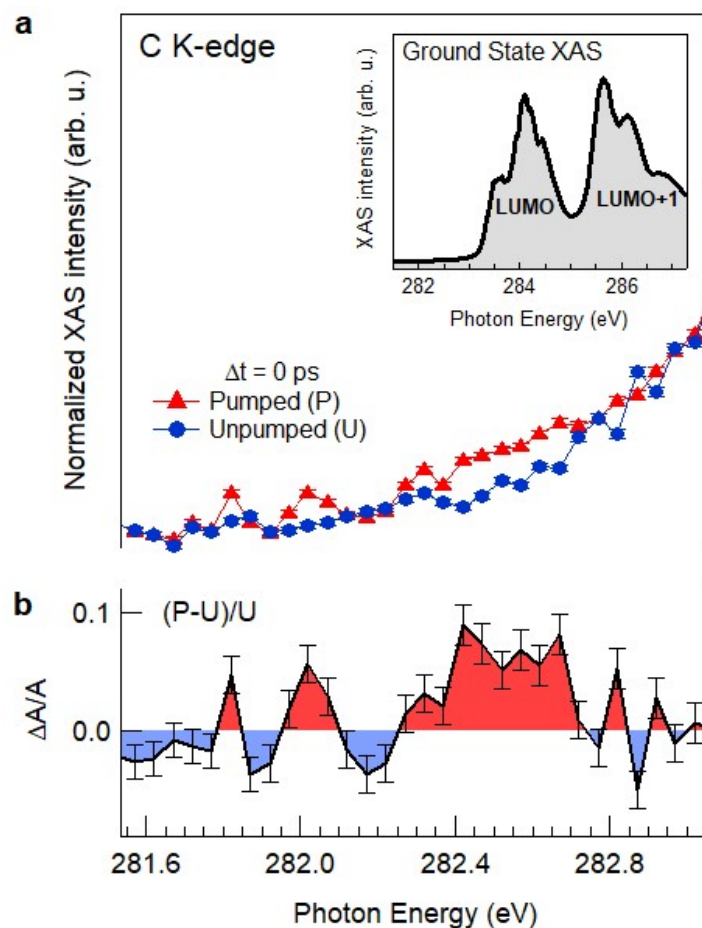 a
C K-edge
Normalized XAS intensity (arb. u.)
Ground State XAS
XAS intensity (arb. u.)
LUMO
LUMO+1
282
284
286
Photon Energy (eV)
Δt = 0 ps
Pumped (P)
Unpumped (U)
b
(P-U)/U
ΔA/A
0.1
0.0
281.6
282.0
282.4
282.8
Photon Energy (eV)